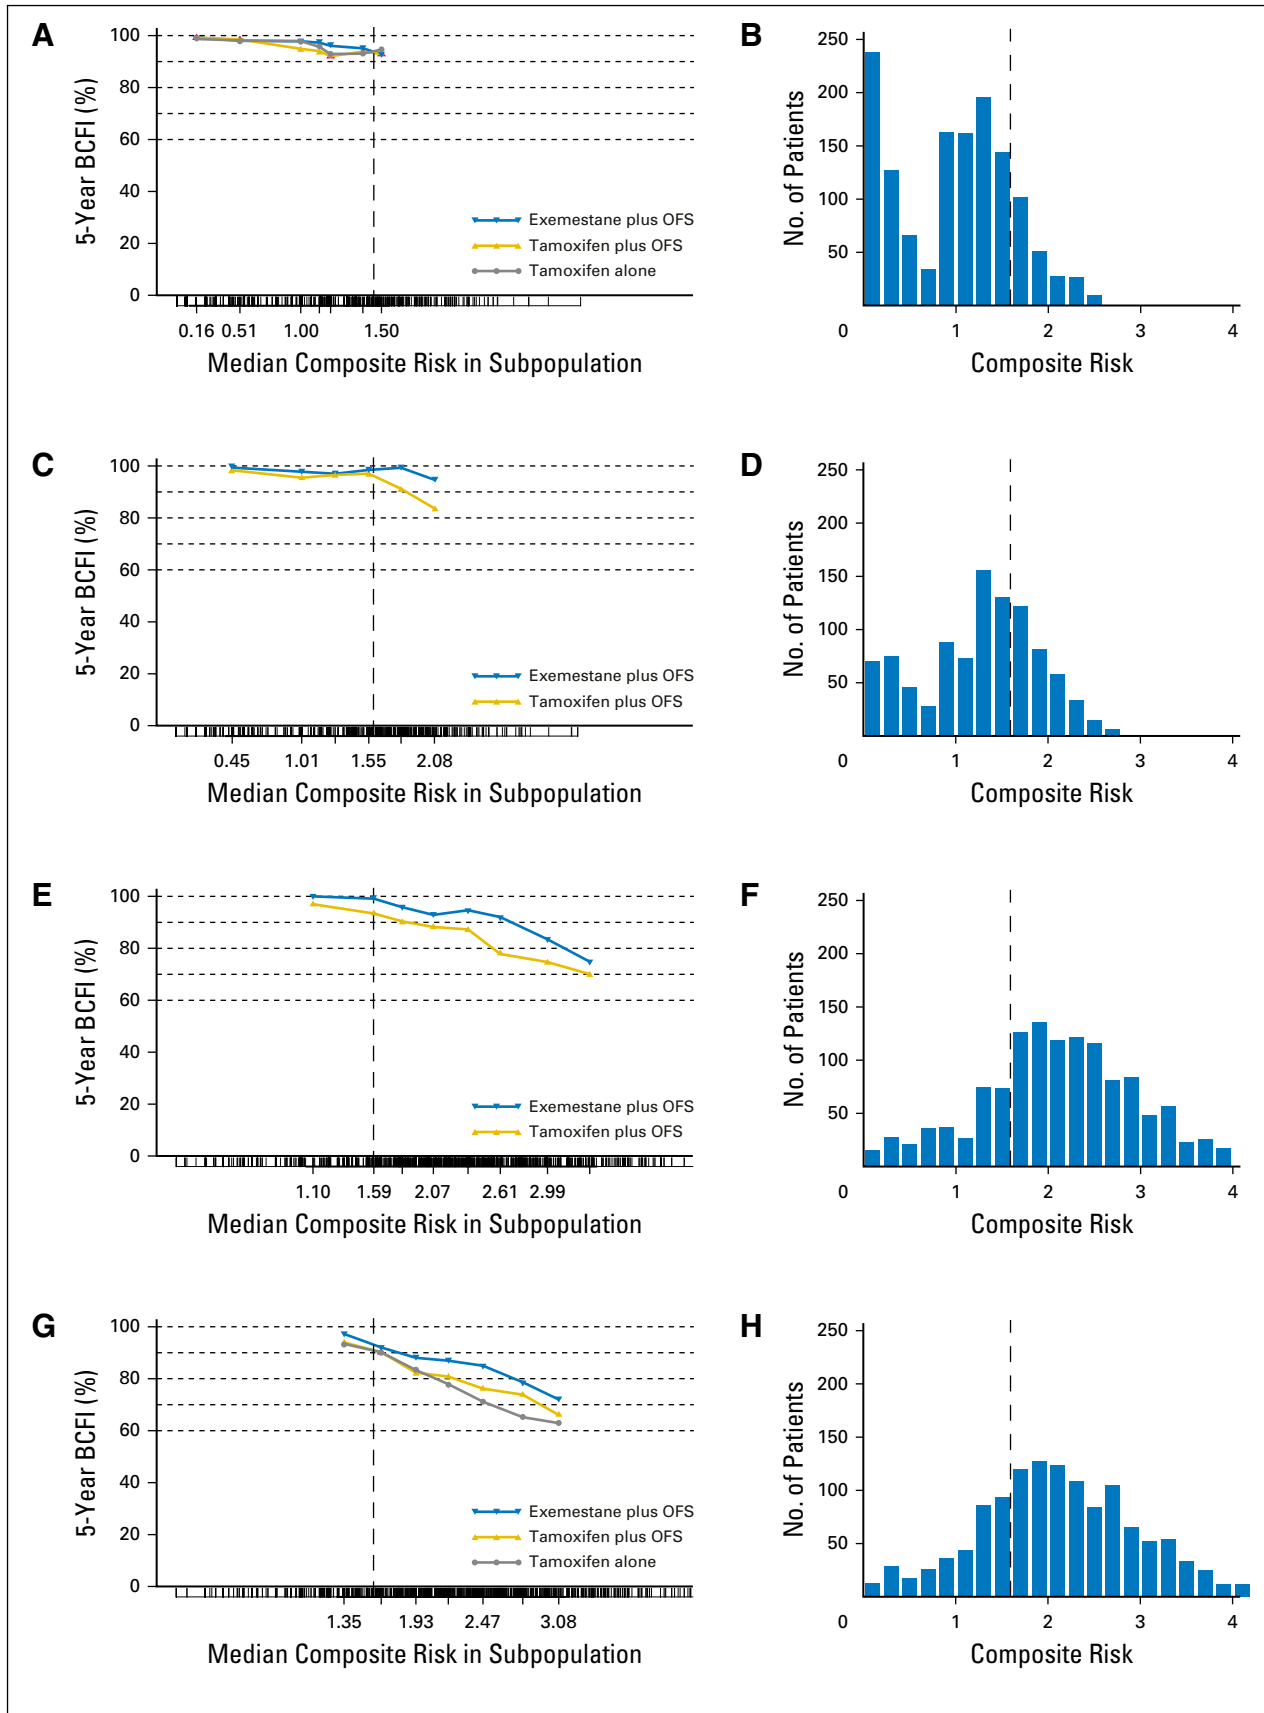 A
5-Year BCFI (%)
100
80
60
40
20
0
Exemestane plus OFS
Tamoxifen plus OFS
Tamoxifen alone
0.16 0.51 1.00 1.50
Median Composite Risk in Subpopulation
B
No. of Patients
250
200
150
100
50
0 1 2 3 4
Composite Risk
C
5-Year BCFI (%)
100
80
60
40
20
0
Exemestane plus OFS
Tamoxifen plus OFS
0.45 1.01 1.55 2.08
Median Composite Risk in Subpopulation
D
No. of Patients
250
200
150
100
50
0 1 2 3 4
Composite Risk
E
5-Year BCFI (%)
100
80
60
40
20
0
Exemestane plus OFS
Tamoxifen plus OFS
1.10 1.59 2.07 2.61 2.99
Median Composite Risk in Subpopulation
F
No. of Patients
250
200
150
100
50
0 1 2 3 4
Composite Risk
G
5-Year BCFI (%)
100
80
60
40
20
0
Exemestane plus OFS
Tamoxifen plus OFS
Tamoxifen alone
1.35 1.93 2.47 3.08
Median Composite Risk in Subpopulation
H
No. of Patients
250
200
150
100
50
0 1 2 3 4
Composite Risk